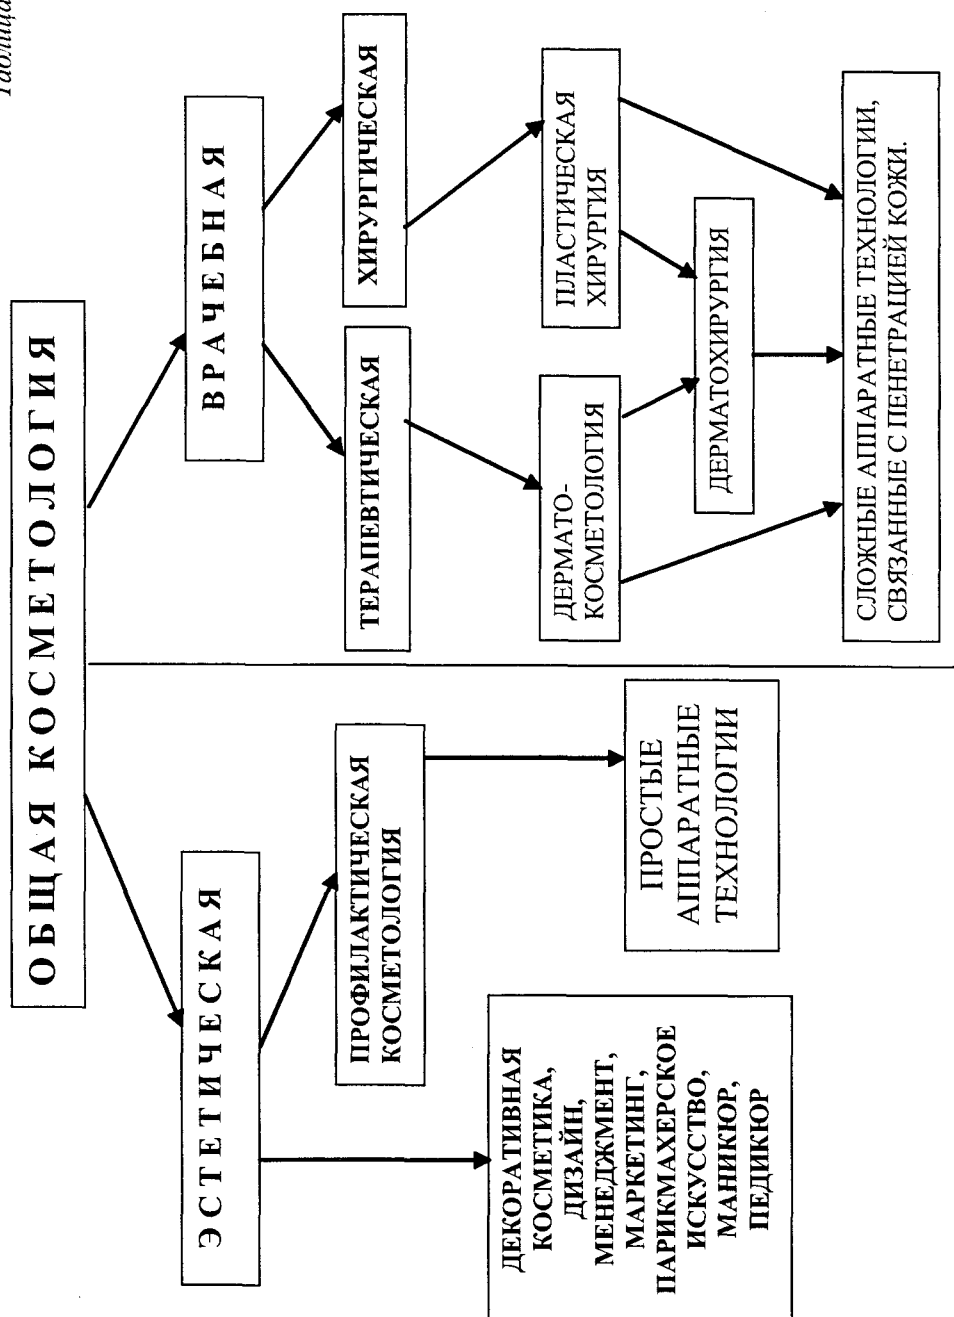 Таблица
ОБЩАЯ КОСМЕТОЛОГИЯ
ЭСТЕТИЧЕСКАЯ
ВРАЧЕБНАЯ
ПРОФИЛАКТИЧЕСКАЯ
КОСМЕТОЛОГИЯ
ТЕРАПЕВТИЧЕСКАЯ
ХИРУРГИЧЕСКАЯ
ДЕКОРАТИВНАЯ
КОСМЕТИКА,
ДИЗАЙН,
МЕНЕДЖМЕНТ,
МАРКЕТИНГ,
ПАРИКМАХЕРСКОЕ
ИСКУССТВО,
МАНИКЮР,
ПЕДИКЮР
ПРОСТЫЕ
АППАРАТНЫЕ
ТЕХНОЛОГИИ
ДЕРМАТО-
КОСМЕТОЛОГИЯ
ПЛАСТИЧЕСКАЯ
ХИРУРГИЯ
ДЕРМАТОХИРУРГИЯ
СЛОЖНЫЕ АППАРАТНЫЕ ТЕХНОЛОГИИ,
СВЯЗАННЫЕ С ПЕНЕТРАЦИЕЙ КОЖИ.